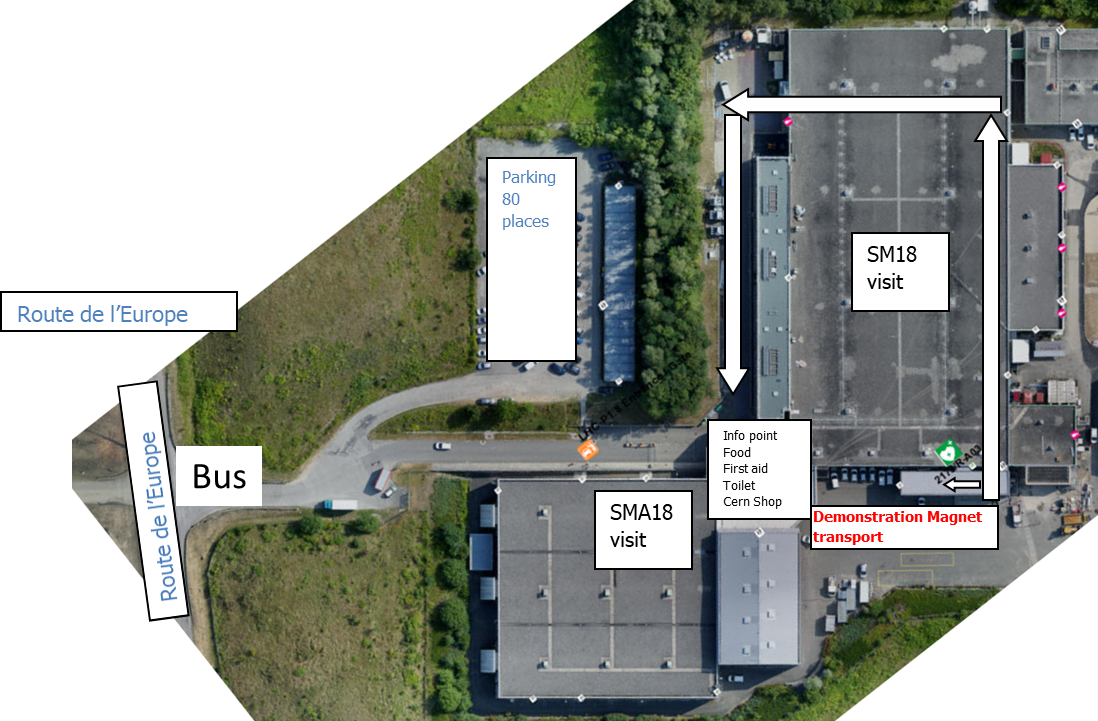 Parking
80
places
SM18
visit
Route de l’Europe
Route de l’Europe
Bus
Info point
Food
First aid
Toilet
Cern Shop
SMA18
visit
Demonstration Magnet
transport